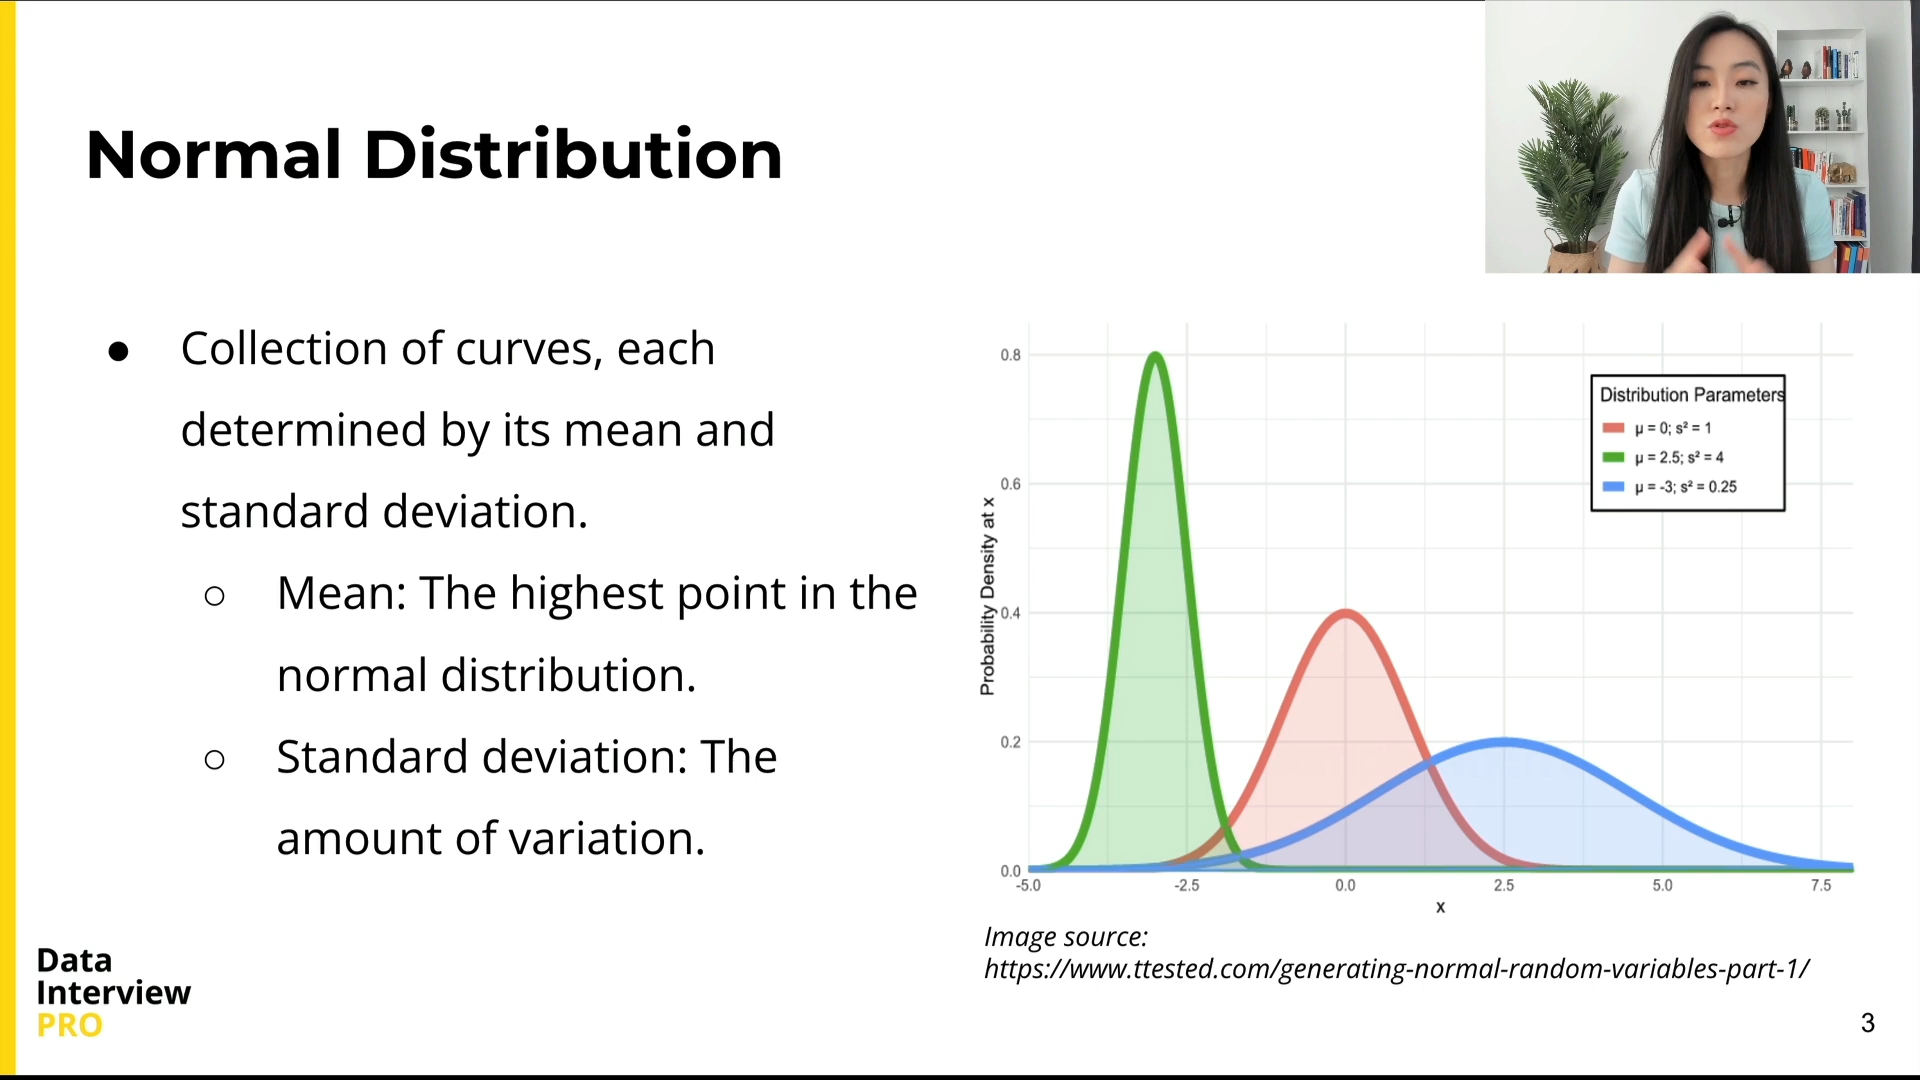 Normal Distribution
● Collection of curves, each
determined by its mean and
standard deviation.
○ Mean: The highest point in the
normal distribution.
○ Standard deviation: The
amount of variation.
Probability Density at x
0.8
0.6
0.4
0.2
0.0
-5.0 -2.5 0.0 2.5 5.0 7.5
x
Distribution Parameters
μ = 0; s² = 1
μ = 2.5; s² = 4
μ = -3; s² = 0.25
Image source:
https://www.ttested.com/generating-normal-random-variables-part-1/
Data
Interview
PRO
3